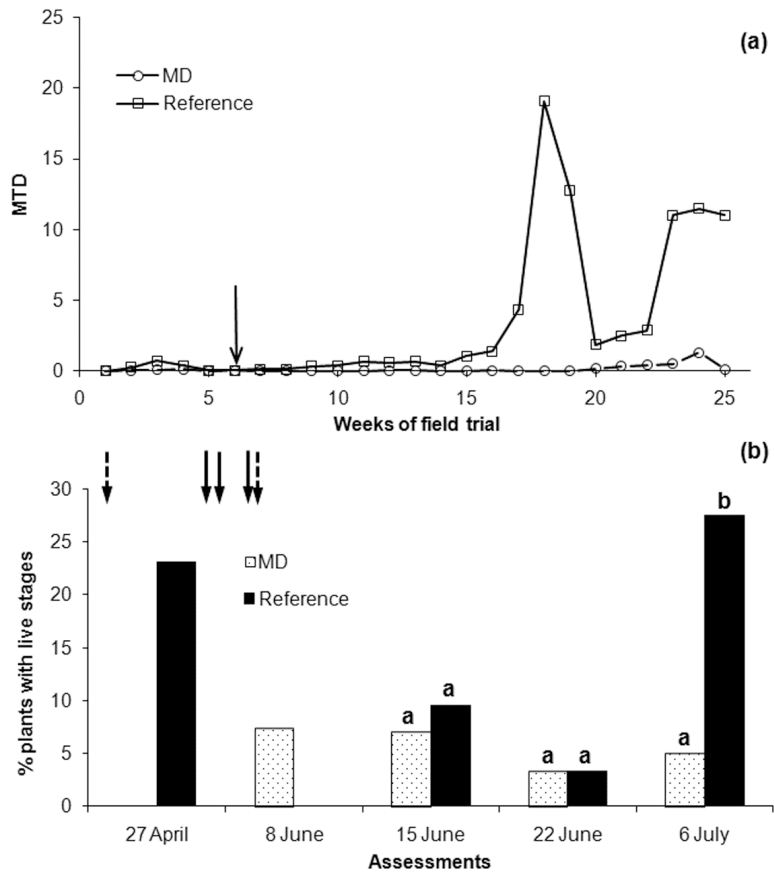 (a)
25
20
15
10
5
0
MTD
MD
Reference
0 5 10 15 20 25
Weeks of field trial
(b)
30
25
20
15
10
5
0
% plants with live stages
MD
Reference
a a a a a b
27 April 8 June 15 June 22 June 6 July
Assessments